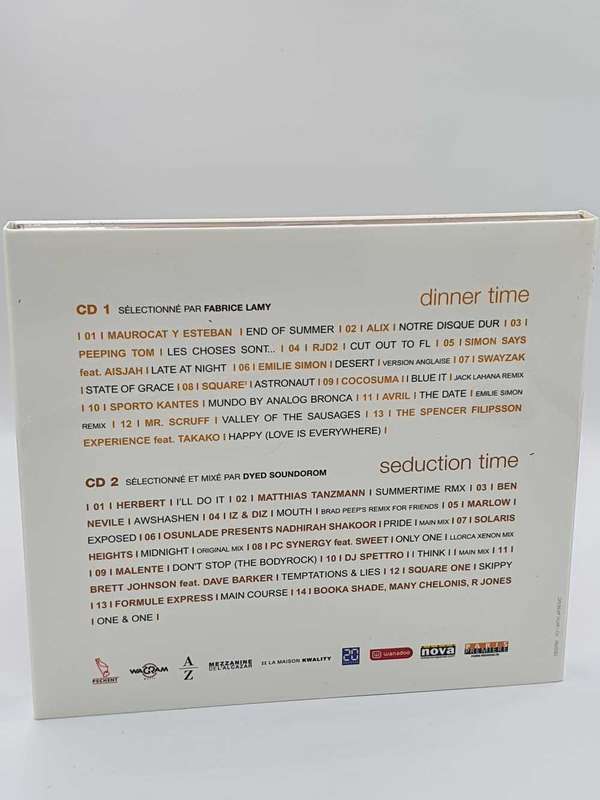 CD 1 SÉLECTIONNÉ PAR FABRICE LAMY dinner time
I 01 I MAUROCAT Y ESTEBAN I END OF SUMMER I 02 I ALIX I NOTRE DISQUE DUR I 03 I
PEEPING TOM I LES CHOSES SONT... I 04 I RJD2 I CUT OUT TO FL I 05 I SIMON SAYS
feat. AISJAH I LATE AT NIGHT I 06 I EMILIE SIMON I DESERT I VERSION ANGLAISE I 07 I SWAYZAK
I STATE OF GRACE I 08 I SQUARE' I ASTRONAUT I 09 I COCOSUMA I BLUE IT I JACK LAHANA REMIX
I 10 I SPORTO KANTES I MUNDO BY ANALOG BRONCA I 11 I AVRIL I THE DATE I EMILIE SIMON
REMIX I 12 I MR. SCRUFF I VALLEY OF THE SAUSAGES I 13 I THE SPENCER FILIPSSON
EXPERIENCE feat. TAKAKO I HAPPY (LOVE IS EVERYWHERE) I
CD 2 SÉLECTIONNÉ ET MIXÉ PAR DYED SOUNDOROM seduction time
I 01 I HERBERT I I'LL DO IT I 02 I MATTHIAS TANZMANN I SUMMERTIME RMX I 03 I BEN
NEVILE I AWSHASHEN I 04 I IZ & DIZ I MOUTH I BRAD PEEP'S REMIX FOR FRIENDS I 05 I MARLOW I
EXPOSED I 06 I OSUNLADE PRESENTS NADHIRAH SHAKOOR I PRIDE I MAIN MIX I 07 I SOLARIS
HEIGHTS I MIDNIGHT I ORIGINAL MIX I 08 I PC SYNERGY feat. SWEET I ONLY ONE I LLORCA XENON MIX
I 09 I MALENTE I DON'T STOP (THE BODYROCK) I 10 I DJ SPETTRO I I THINK I I MAIN MIX I 11 I
BRETT JOHNSON feat. DAVE BARKER I TEMPTATIONS & LIES I 12 I SQUARE ONE I SKIPPY
I 13 I FORMULE EXPRESS I MAIN COURSE I 14 I BOOKA SHADE, MANY CHELONIS, R JONES
I ONE & ONE I
PSCHENT WAGRAM A Z MEZZANINE DE L'ALCAZAR LA MAISON KWALITY 20 wanadoo nova PARIS PREMIERE